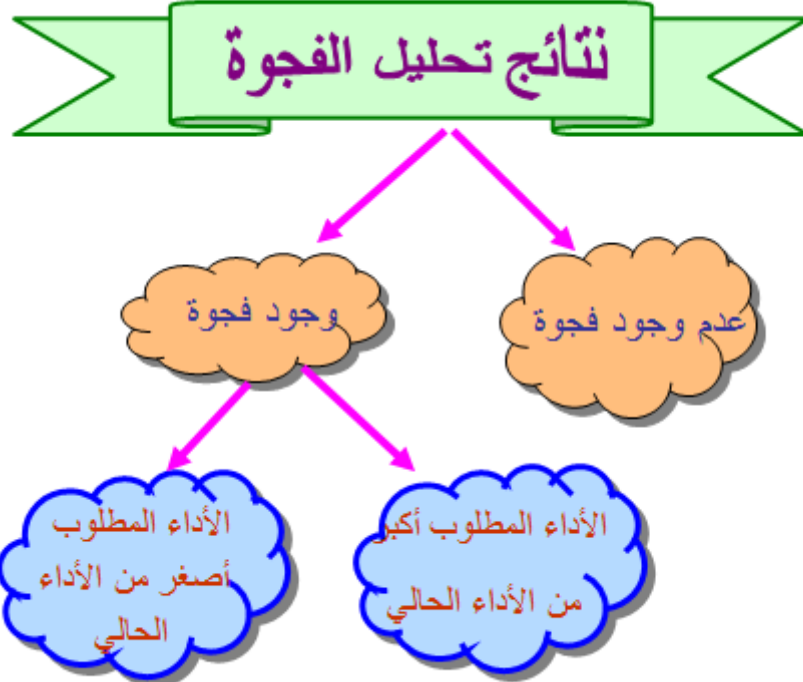 نتائج تحليل الفجوة
عدم وجود فجوة
وجود فجوة
الأداء المطلوب أكبر
من الأداء الحالي
الأداء المطلوب
أصغر من الأداء
الحالي